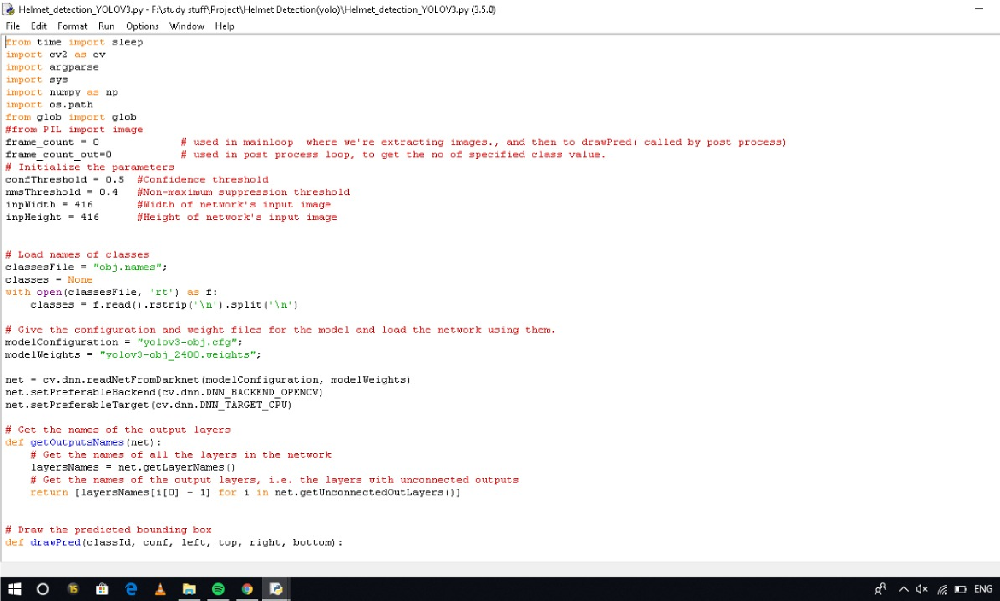 Helmet_detection_YOLOV3.py - F:\study stuff\Project\Helmet Detection(yolo)\Helmet_detection_YOLOV3.py (3.5.0)
File Edit Format Run Options Window Help
from time import sleep
import cv2 as cv
import argparse
import sys
import numpy as np
import os.path
from glob import glob
#from PIL import image
frame_count = 0             # used in mainloop  where we're extracting images., and then to drawPred( called by post process)
frame_count_out=0           # used in post process loop, to get the no of specified class value.
# Initialize the parameters
confThreshold = 0.5  #Confidence threshold
nmsThreshold = 0.4   #Non-maximum suppression threshold
inpWidth = 416       #Width of network's input image
inpHeight = 416      #Height of network's input image
# Load names of classes
classesFile = "obj.names";
classes = None
with open(classesFile, 'rt') as f:
    classes = f.read().rstrip('\n').split('\n')
# Give the configuration and weight files for the model and load the network using them.
modelConfiguration = "yolov3-obj.cfg";
modelWeights = "yolov3-obj_2400.weights";
net = cv.dnn.readNetFromDarknet(modelConfiguration, modelWeights)
net.setPreferableBackend(cv.dnn.DNN_BACKEND_OPENCV)
net.setPreferableTarget(cv.dnn.DNN_TARGET_CPU)
# Get the names of the output layers
def getOutputsNames(net):
    # Get the names of all the layers in the network
    layersNames = net.getLayerNames()
    # Get the names of the output layers, i.e. the layers with unconnected outputs
    return [layersNames[i[0] - 1] for i in net.getUnconnectedOutLayers()]
# Draw the predicted bounding box
def drawPred(classId, conf, left, top, right, bottom):
15
ENG